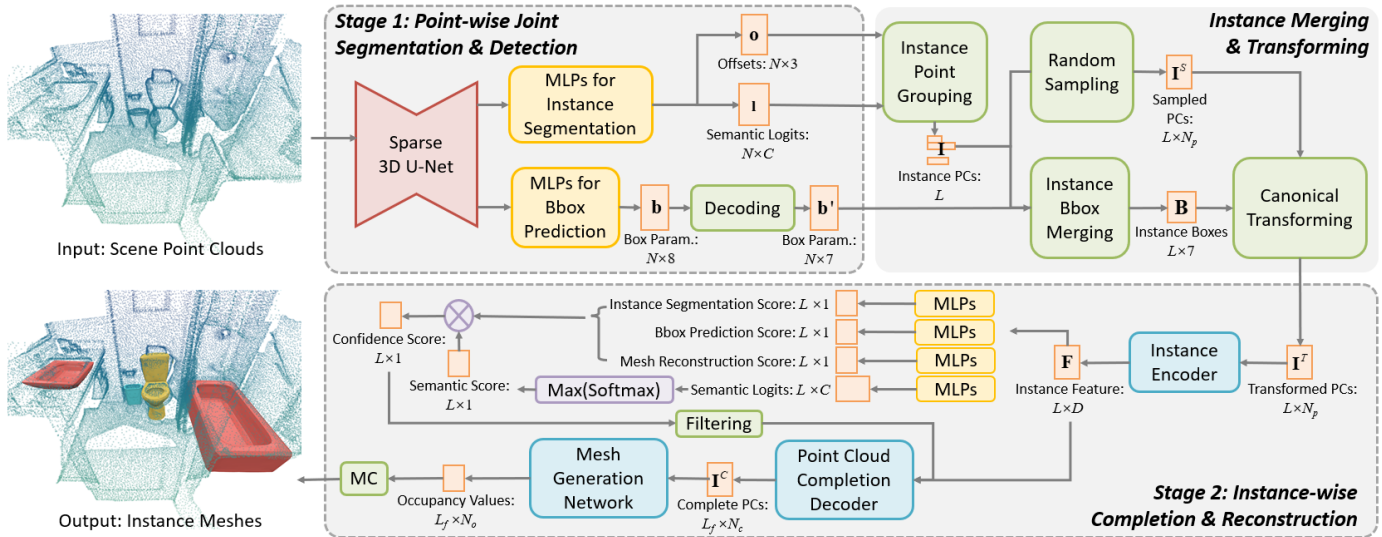 Stage 1: Point-wise Joint
Segmentation & Detection
Instance Merging
& Transforming
Input: Scene Point Clouds
Sparse
3D U-Net
MLPs for
Instance
Segmentation
MLPs for
Bbox
Prediction
o
Offsets: N×3
l
Semantic Logits:
N×C
b
Box Param.:
N×8
Decoding
b'
Box Param.:
N×7
Instance
Point
Grouping
I
Instance PCs:
L
Random
Sampling
I^S
Sampled
PCs:
L×N_p
Instance
Bbox
Merging
B
Instance Boxes
L×7
Canonical
Transforming
I^T
Transformed PCs:
L×N_p
Instance
Encoder
F
Instance Feature:
L×D
MLPs
MLPs
MLPs
MLPs
Instance Segmentation Score: L×1
Bbox Prediction Score: L×1
Mesh Reconstruction Score: L×1
Semantic Logits: L×C
Max(Softmax)
Semantic Score:
L×1
Confidence Score:
L×1
Filtering
Point Cloud
Completion
Decoder
I^C
Complete PCs:
L_f×N_c
Mesh
Generation
Network
Occupancy Values:
L_f×N_o
MC
Output: Instance Meshes
Stage 2: Instance-wise
Completion & Reconstruction